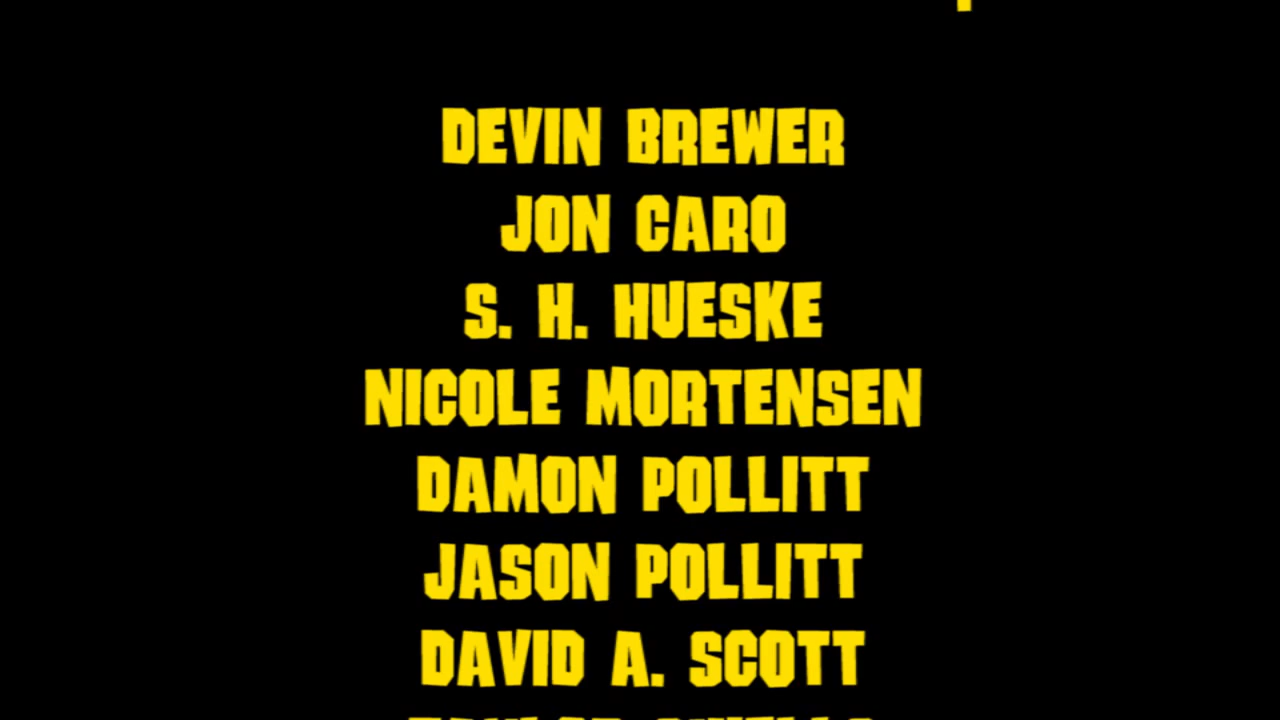 DEVIN BREWER
JON CARO
S. H. HUESKE
NICOLE MORTENSEN
DAMON POLLITT
JASON POLLITT
DAVID A. SCOTT